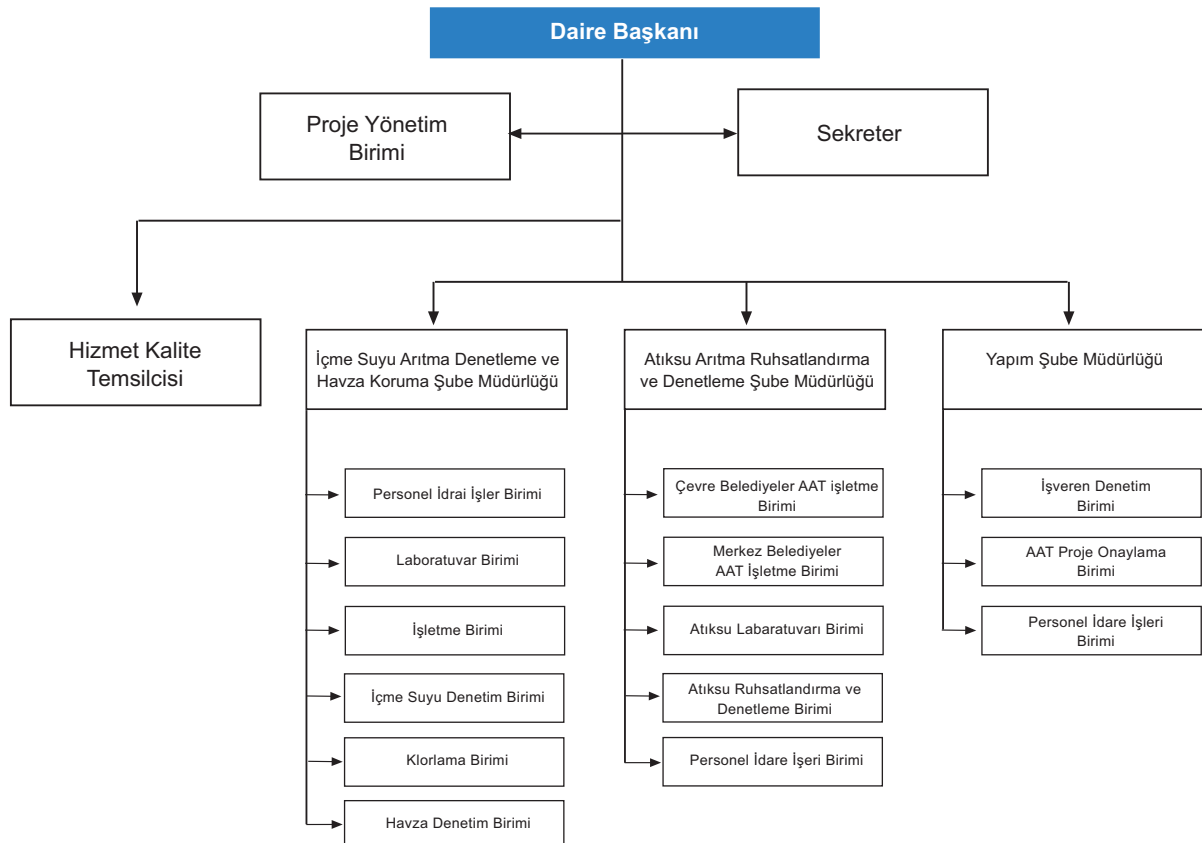 Daire Başkanı
Proje Yönetim
Birimi
Sekreter
Hizmet Kalite
Temsilcisi
İçme Suyu Arıtma Denetleme ve
Havza Koruma Şube Müdürlüğü
Personel İdrai İşler Birimi
Laboratuvar Birimi
İşletme Birimi
İçme Suyu Denetim Birimi
Klorlama Birimi
Havza Denetim Birimi
Atıksu Arıtma Ruhsatlandırma
ve Denetleme Şube Müdürlüğü
Çevre Belediyeler AAT işletme
Birimi
Merkez Belediyeler
AAT İşletme Birimi
Atıksu Labaratuvarı Birimi
Atıksu Ruhsatlandırma ve
Denetleme Birimi
Personel İdare İşeri Birimi
Yapım Şube Müdürlüğü
İşveren Denetim
Birimi
AAT Proje Onaylama
Birimi
Personel İdare İşleri
Birimi